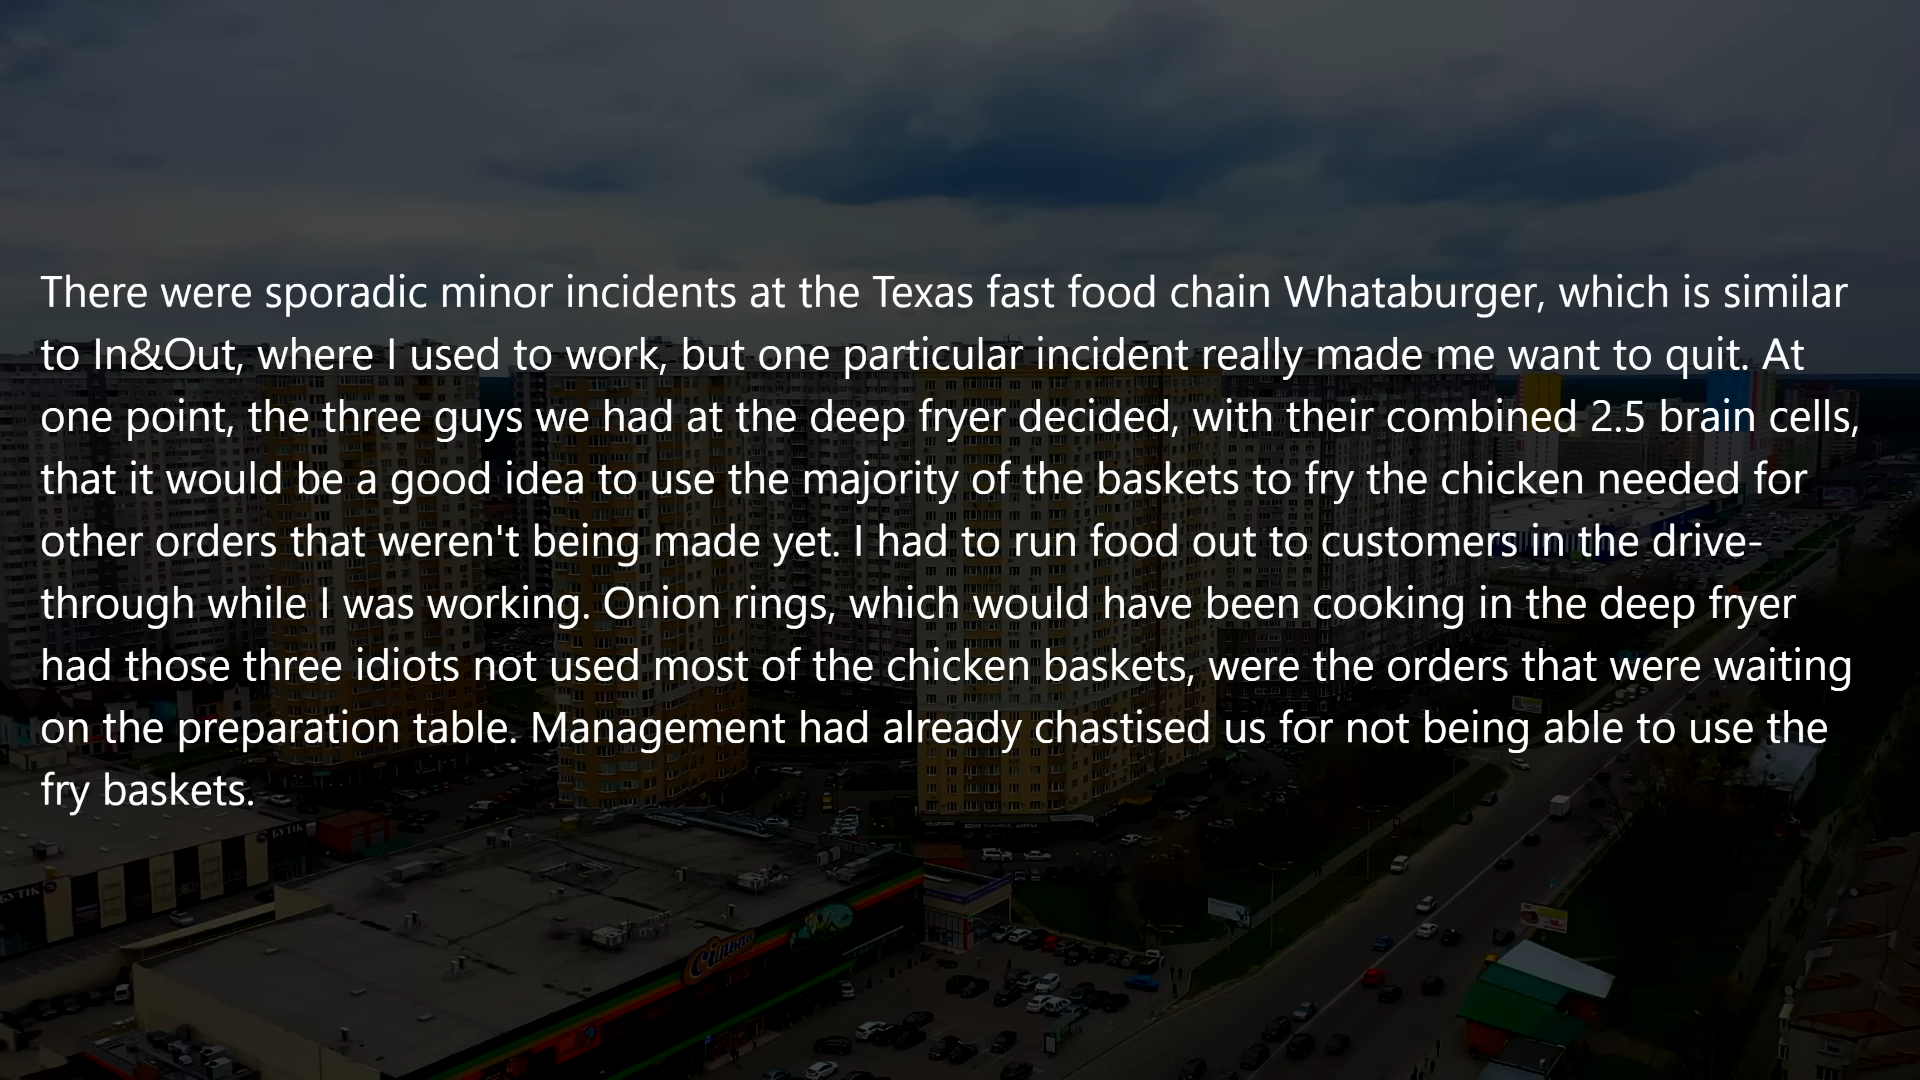 There were sporadic minor incidents at the Texas fast food chain Whataburger, which is similar
to In&Out, where I used to work, but one particular incident really made me want to quit. At
one point, the three guys we had at the deep fryer decided, with their combined 2.5 brain cells,
that it would be a good idea to use the majority of the baskets to fry the chicken needed for
other orders that weren't being made yet. I had to run food out to customers in the drive-
through while I was working. Onion rings, which would have been cooking in the deep fryer
had those three idiots not used most of the chicken baskets, were the orders that were waiting
on the preparation table. Management had already chastised us for not being able to use the
fry baskets.
БУТІК
БУТІК
Сільпо